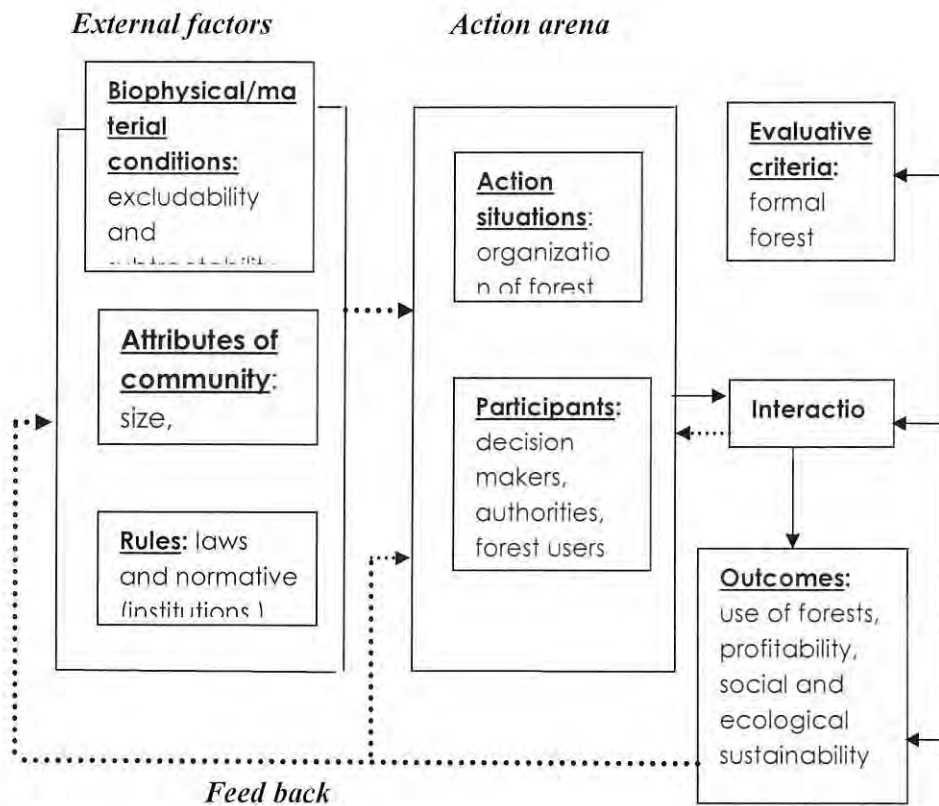 External factors
Action arena
Biophysical/ma
terial
conditions:
excludability
and
subtractability
Attributes of
community:
size,
Rules: laws
and normative
(institutions )
Action
situations:
organizatio
n of forest
Participants:
decision
makers,
authorities,
forest users
Evaluative
criteria:
formal
forest
Interactio
Outcomes:
use of forests,
profitability,
social and
ecological
sustainability
Feed back